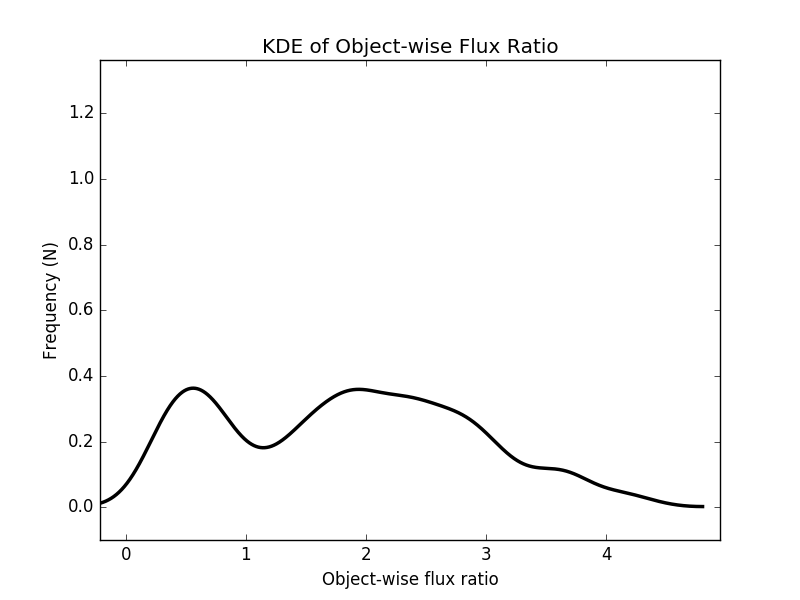 KDE of Object-wise Flux Ratio
1.2
1.0
0.8
0.6
0.4
0.2
0.0
Frequency (N)
0 1 2 3 4
Object-wise flux ratio